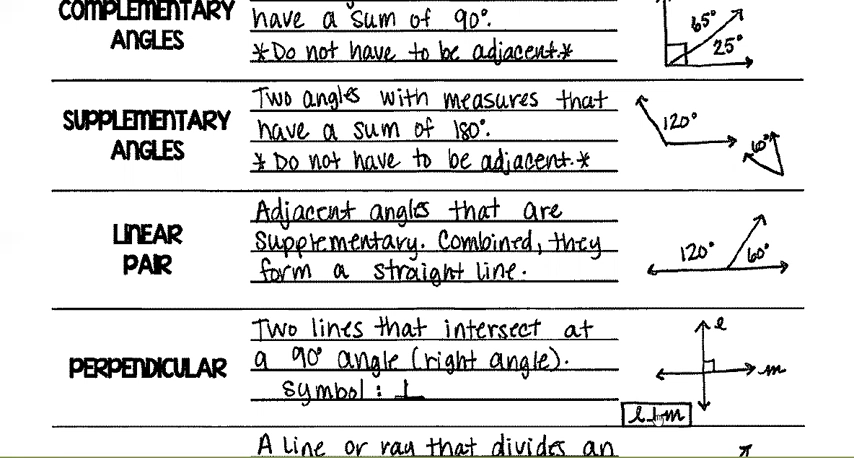 COMPLEMENTARY
ANGLES
have a sum of 90°.
*Do not have to be adjacent.*
65°
25°
SUPPLEMENTARY
ANGLES
Two angles with measures that
have a sum of 180°.
* Do not have to be adjacent.*
120°
60°
LINEAR
PAIR
Adjacent angles that are
supplementary. Combined, they
form a straight line.
120°
60°
PERPENDICULAR
Two lines that intersect at
a 90° angle (right angle).
symbol: ⊥
l
m
l⊥m
A line or ray that divides an